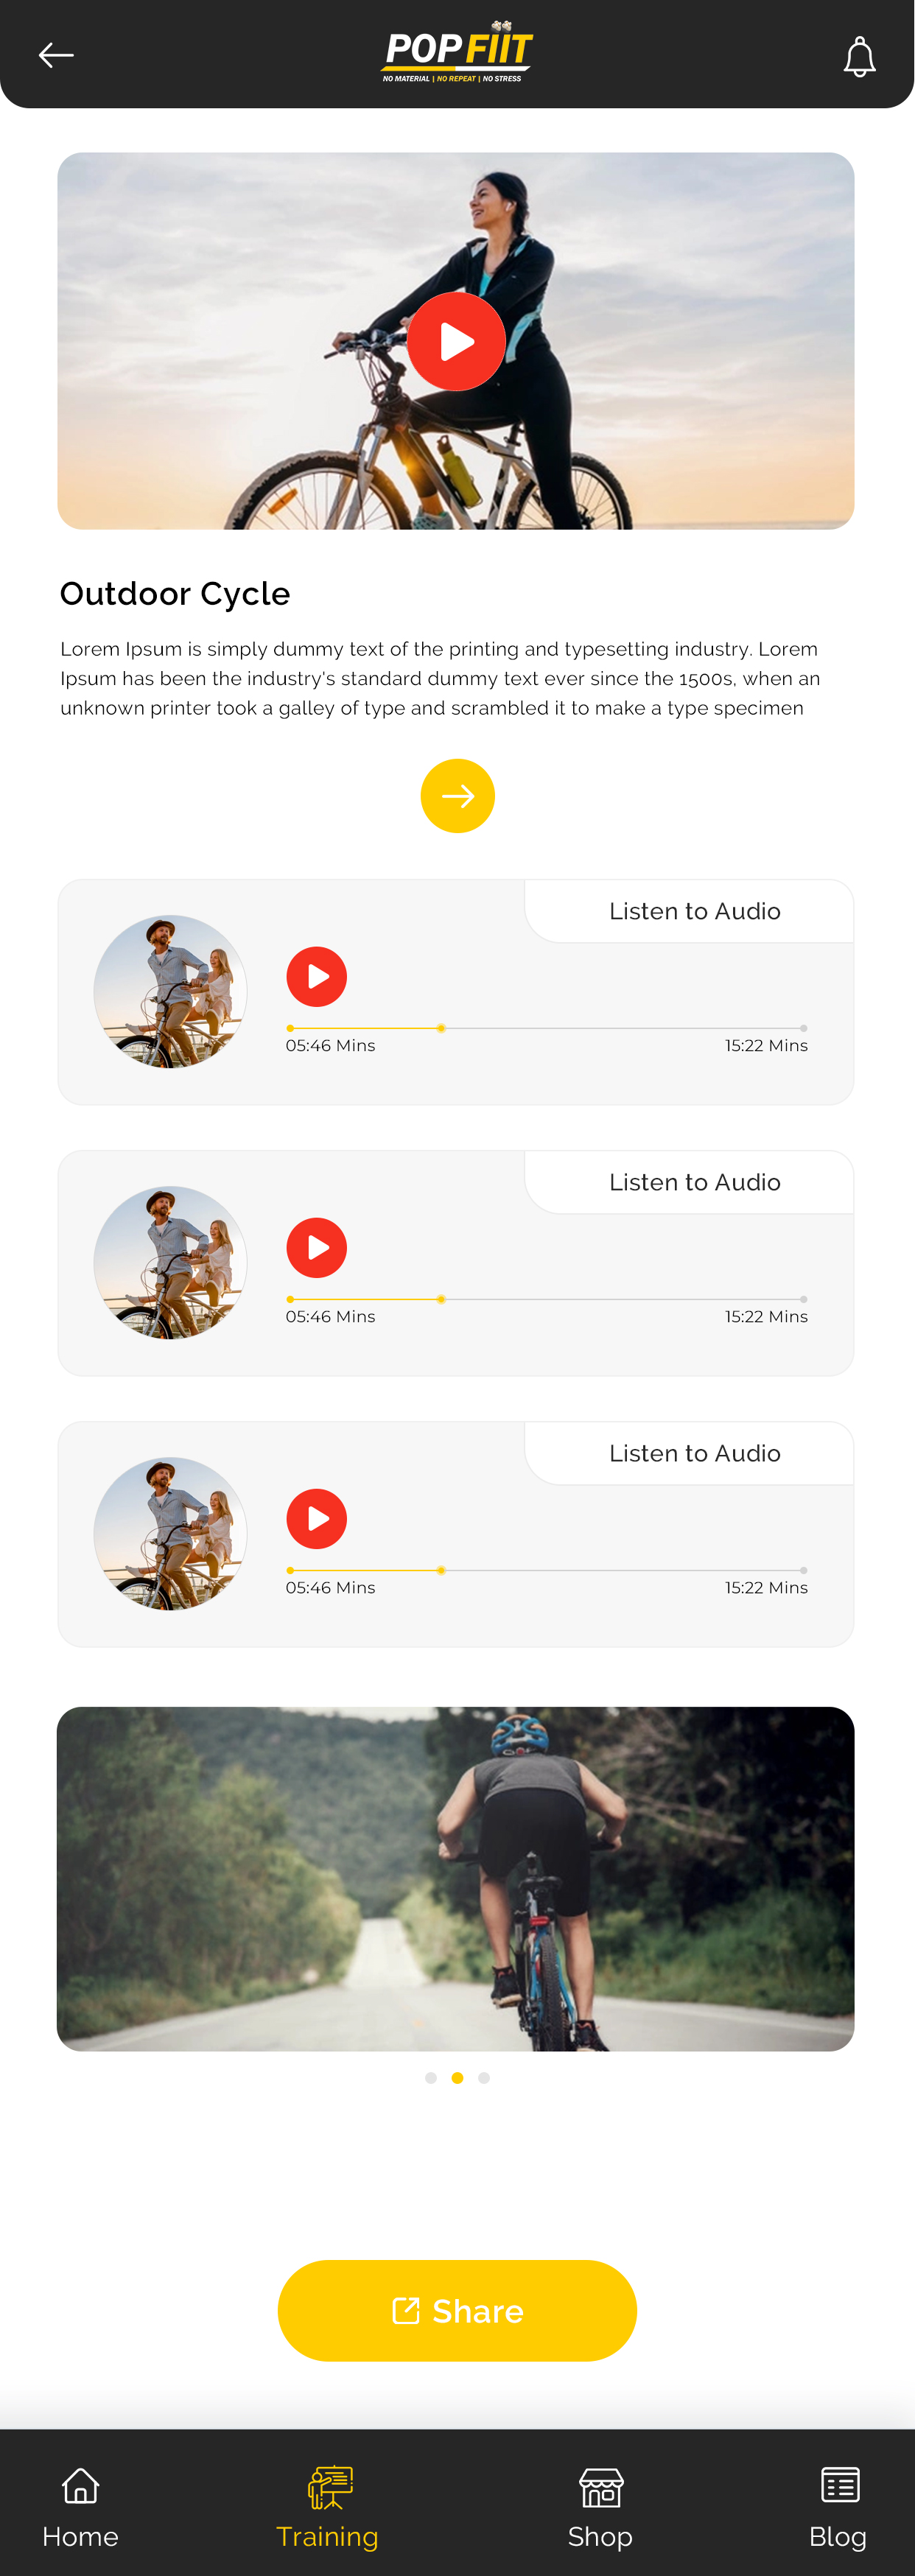 POP FIIT
NO MATERIAL | NO REPEAT | NO STRESS
Outdoor Cycle
Lorem Ipsum is simply dummy text of the printing and typesetting industry. Lorem
Ipsum has been the industry's standard dummy text ever since the 1500s, when an
unknown printer took a galley of type and scrambled it to make a type specimen
Listen to Audio
05:46 Mins 15:22 Mins
Listen to Audio
05:46 Mins 15:22 Mins
Listen to Audio
05:46 Mins 15:22 Mins
Share
Home Training Shop Blog